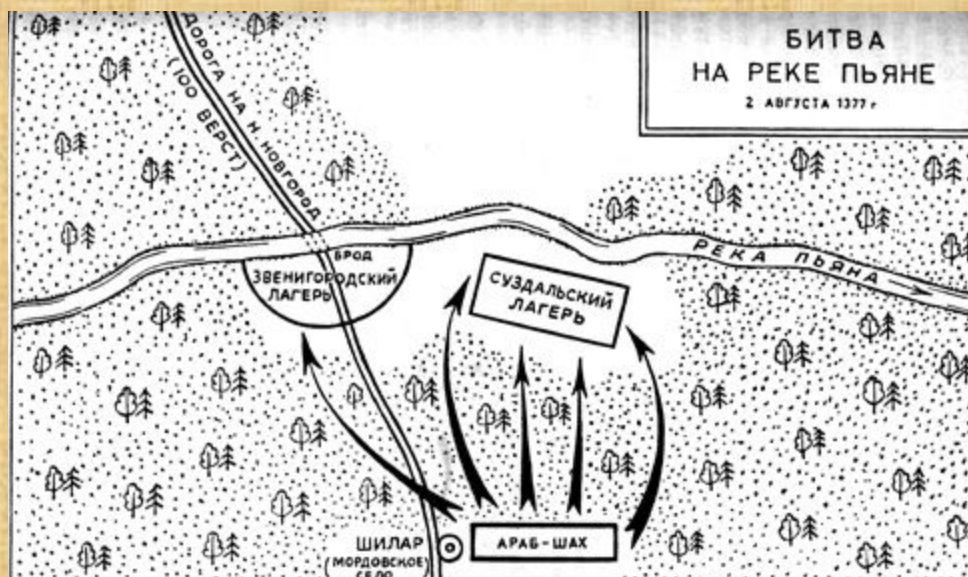 БИТВА
НА РЕКЕ ПЬЯНЕ
2 АВГУСТА 1377 г
ДОРОГА НА Н НОВГОРОД
(100 ВЕРСТ)
БРОД
ЗВЕНИГОРОДСКИЙ
ЛАГЕРЬ
СУЗДАЛЬСКИЙ
ЛАГЕРЬ
РЕКА ПЬЯНА
ШИЛАР
(МОРДОВСКОЕ
АРАБ-ШАХ